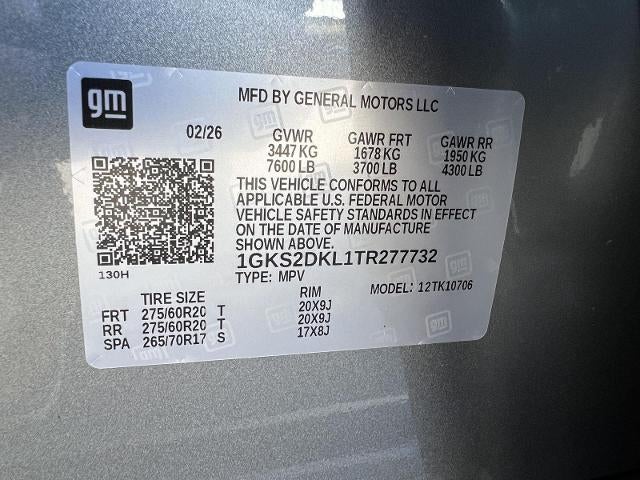 gm
MFD BY GENERAL MOTORS LLC
02/26 GVWR GAWR FRT GAWR RR
3447 KG 1678 KG 1950 KG
7600 LB 3700 LB 4300 LB
THIS VEHICLE CONFORMS TO ALL
APPLICABLE U.S. FEDERAL MOTOR
VEHICLE SAFETY STANDARDS IN EFFECT
ON THE DATE OF MANUFACTURE
SHOWN ABOVE.
130H
1GKS2DKL1TR277732
TYPE: MPV
MODEL: 12TK10706
TIRE SIZE RIM
FRT 275/60R20 T 20X9J
RR 275/60R20 T 20X9J
SPA 265/70R17 S 17X8J